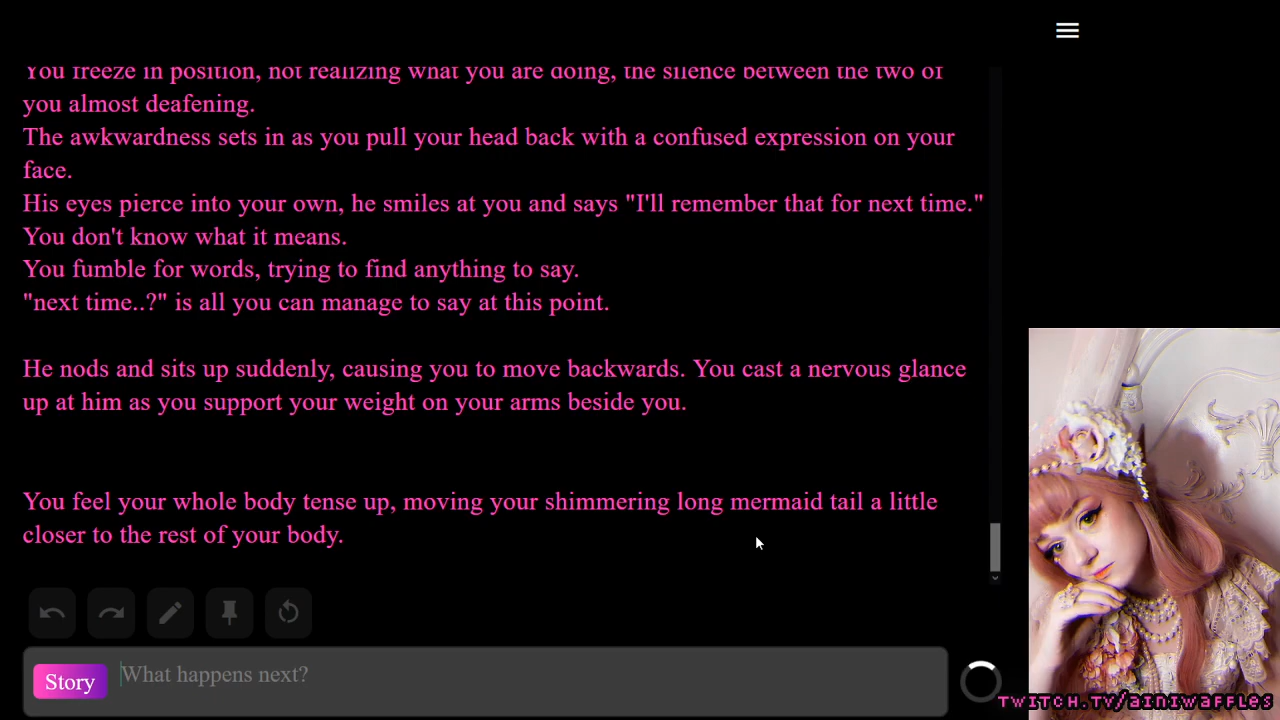 You freeze in position, not realizing what you are doing, the silence between the two of
you almost deafening.
The awkwardness sets in as you pull your head back with a confused expression on your
face.
His eyes pierce into your own, he smiles at you and says "I'll remember that for next time."
You don't know what it means.
You fumble for words, trying to find anything to say.
"next time..?" is all you can manage to say at this point.
He nods and sits up suddenly, causing you to move backwards. You cast a nervous glance
up at him as you support your weight on your arms beside you.
You feel your whole body tense up, moving your shimmering long mermaid tail a little
closer to the rest of your body.
Story
What happens next?
TWITCH.TV/AINIWAFFLES